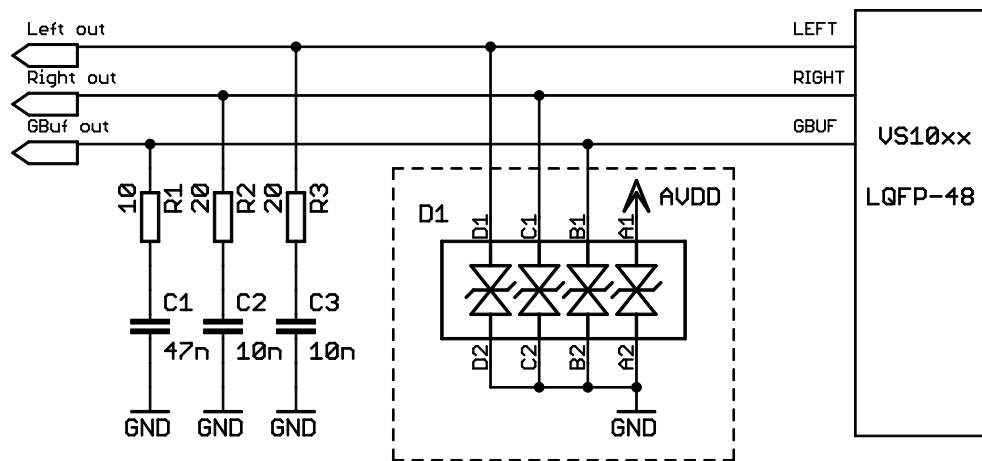 Left out
LEFT
Right out
RIGHT
GBuf out
GBUF
VS10xx
LQFP-48
10
R1
20
R2
20
R3
D1
AVDD
D1
C1
B1
A1
C1
47n
C2
10n
C3
10n
D2
C2
B2
A2
GND
GND
GND
GND